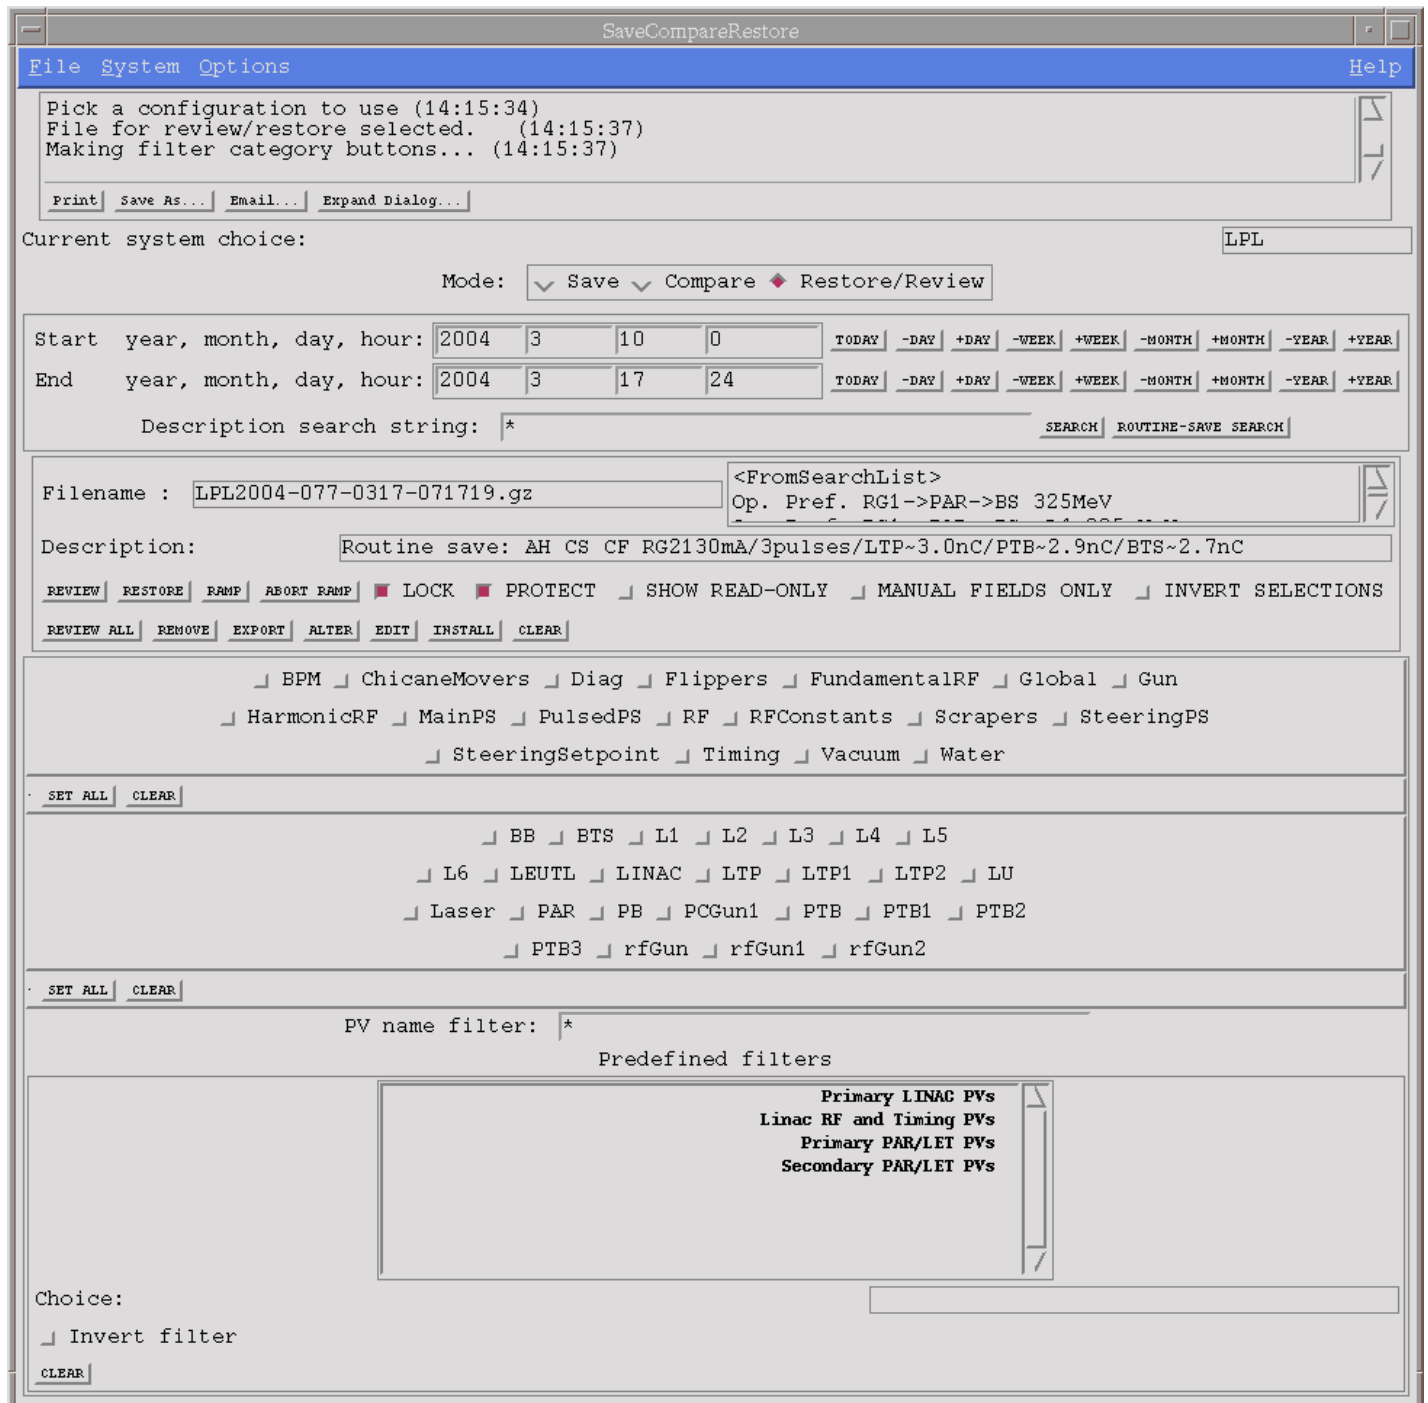 SaveCompareRestore
File System Options Help
Pick a configuration to use (14:15:34)
File for review/restore selected. (14:15:37)
Making filter category buttons... (14:15:37)
Print Save As... Email... Expand Dialog...
Current system choice: LPL
Mode: Save Compare Restore/Review
Start year, month, day, hour: 2004 3 10 0 TODAY -DAY +DAY -WEEK +WEEK -MONTH +MONTH -YEAR +YEAR
End year, month, day, hour: 2004 3 17 24 TODAY -DAY +DAY -WEEK +WEEK -MONTH +MONTH -YEAR +YEAR
Description search string: * SEARCH ROUTINE-SAVE SEARCH
<FromSearchList>
Filename : LPL2004-077-0317-071719.gz
Op. Pref. RG1->PAR->BS 325MeV
Description: Routine save: AH CS CF RG2130mA/3pulses/LTP~3.0nC/PTB~2.9nC/BTS~2.7nC
REVIEW RESTORE RAMP ABORT RAMP LOCK PROTECT SHOW READ-ONLY MANUAL FIELDS ONLY INVERT SELECTIONS
REVIEW ALL REMOVE EXPORT ALTER EDIT INSTALL CLEAR
BPM ChicaneMovers Diag Flippers FundamentalRF Global Gun
HarmonicRF MainPS PulsedPS RF RFConstants Scrapers SteeringPS
SteeringSetpoint Timing Vacuum Water
SET ALL CLEAR
BB BTS L1 L2 L3 L4 L5
L6 LEUTL LINAC LTP LTP1 LTP2 LU
Laser PAR PB PCGun1 PTB PTB1 PTB2
PTB3 rfGun rfGun1 rfGun2
SET ALL CLEAR
PV name filter: *
Predefined filters
Primary LINAC PVs
Linac RF and Timing PVs
Primary PAR/LET PVs
Secondary PAR/LET PVs
Choice:
Invert filter
CLEAR